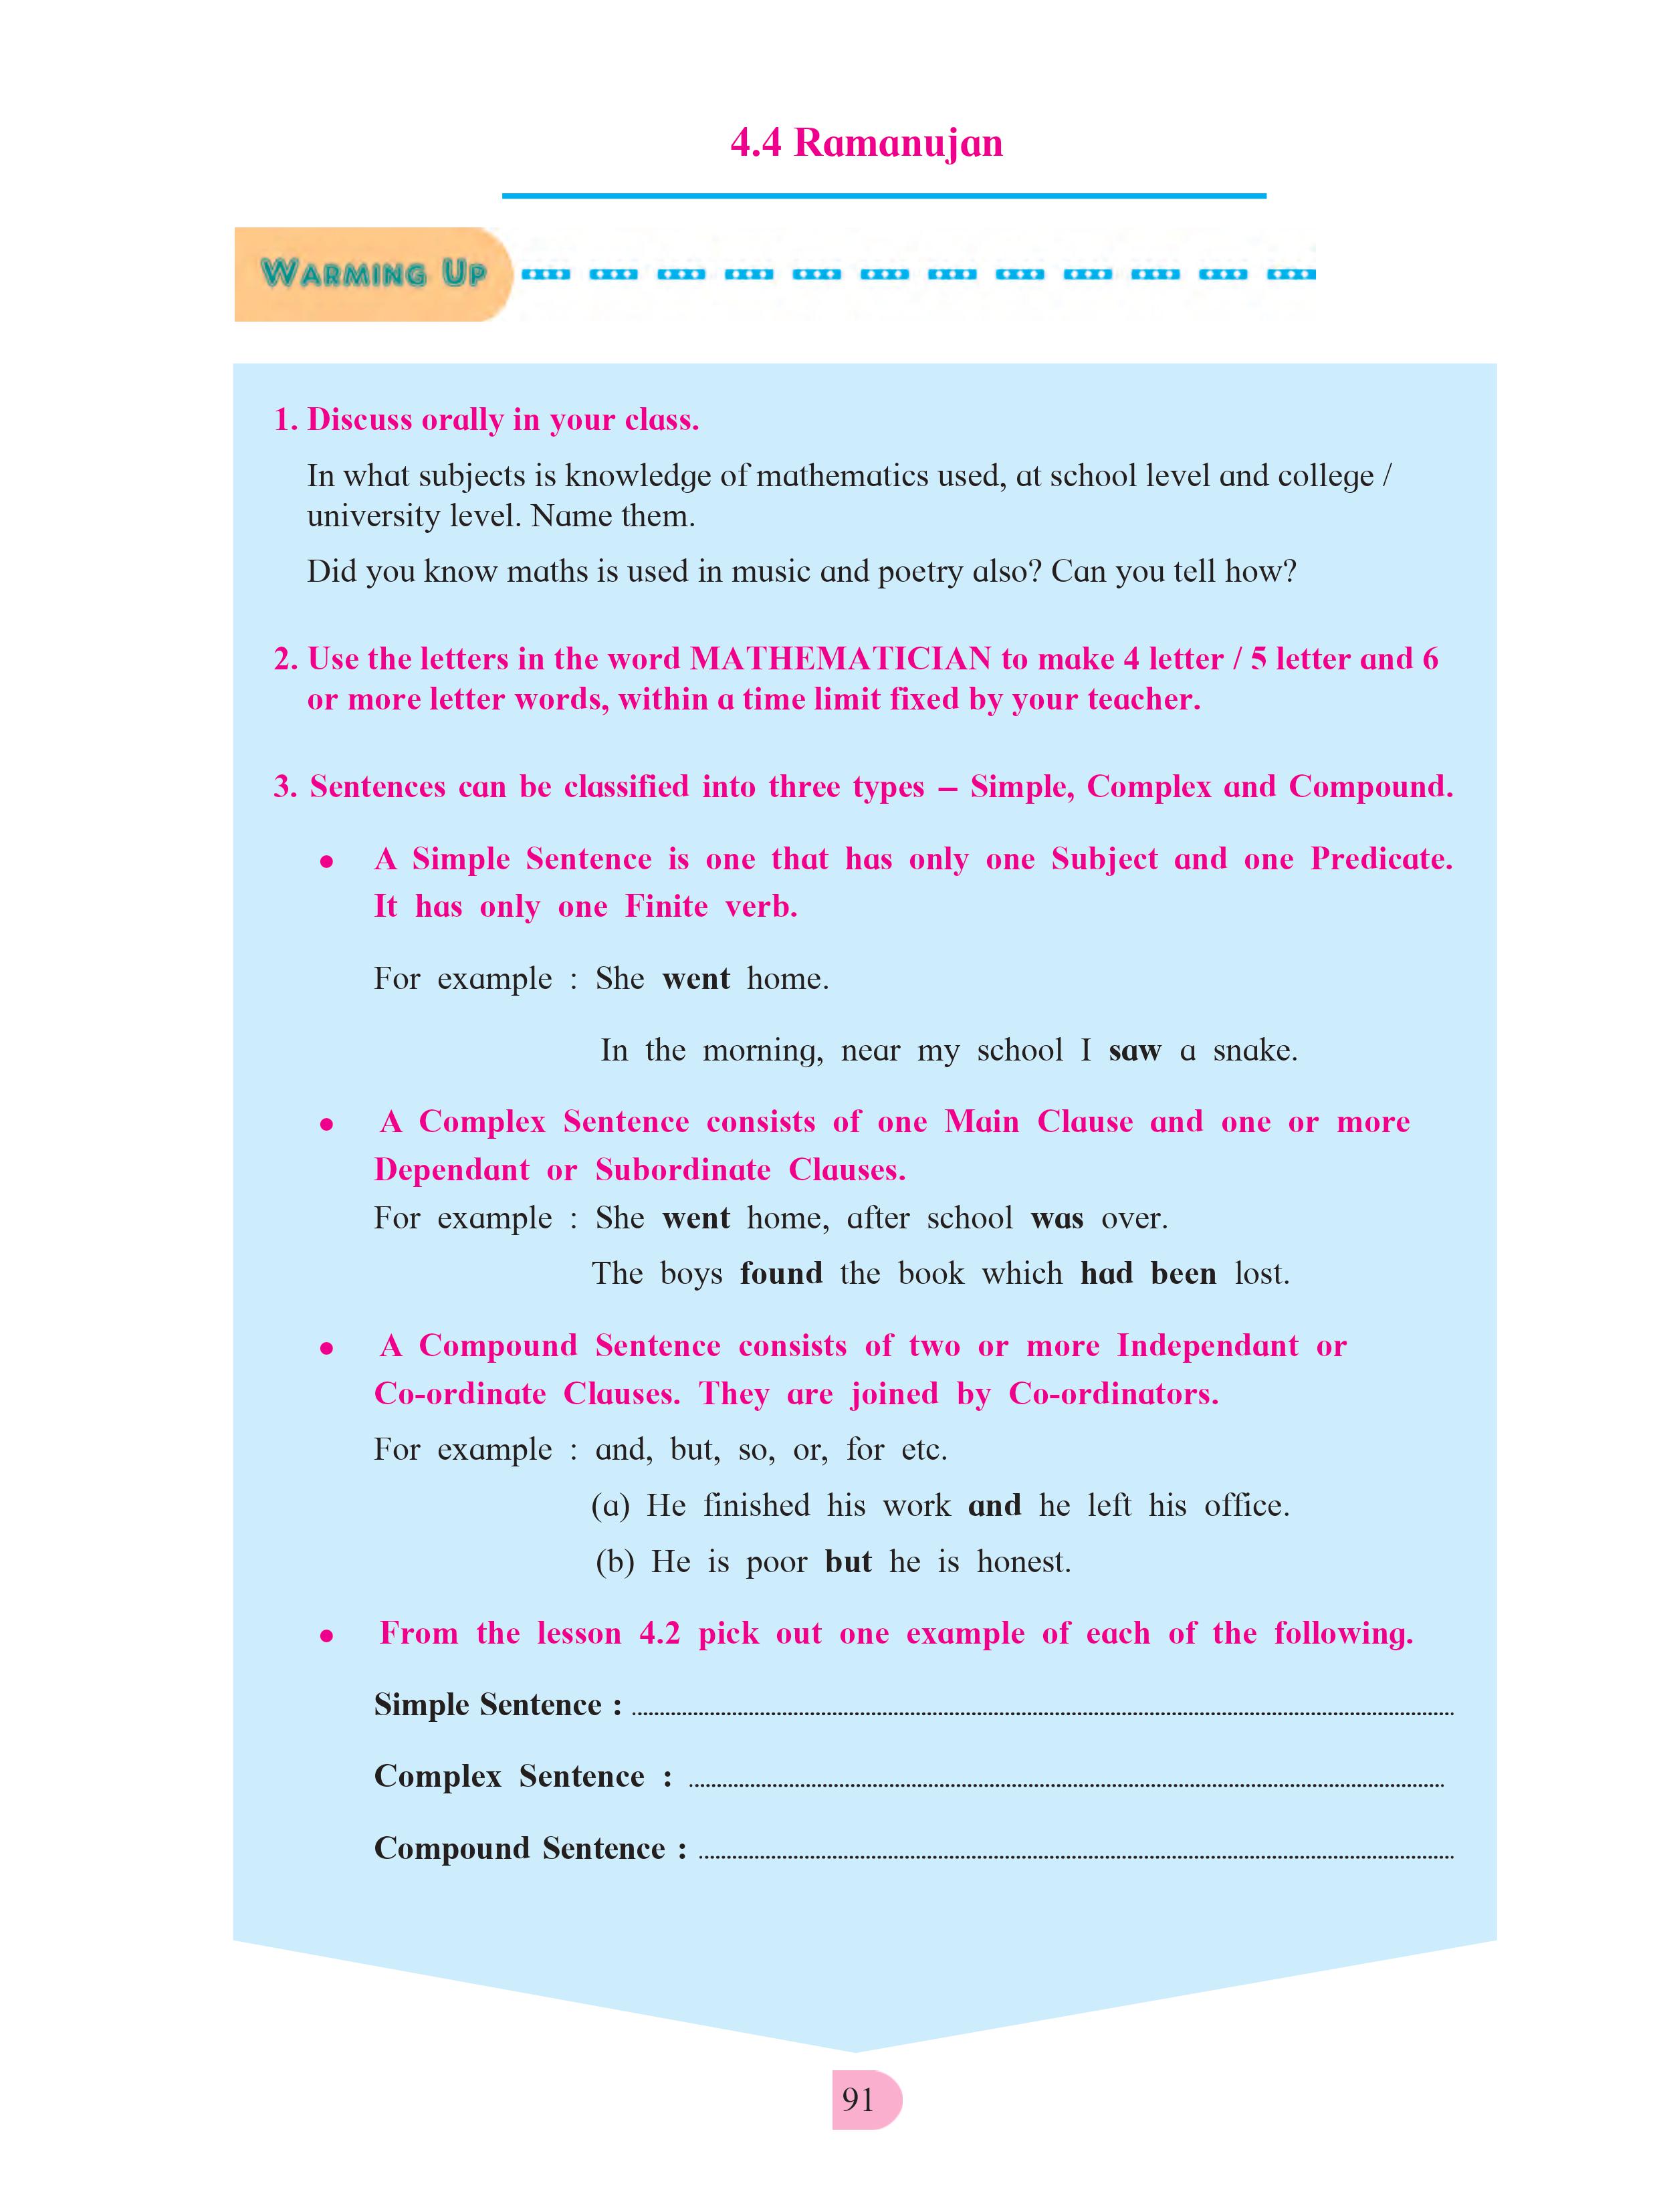 4.4 Ramanujan
WARMING UP
1. Discuss orally in your class.
In what subjects is knowledge of mathematics used, at school level and college /
university level. Name them.
Did you know maths is used in music and poetry also? Can you tell how?
2. Use the letters in the word MATHEMATICIAN to make 4 letter / 5 letter and 6
or more letter words, within a time limit fixed by your teacher.
3. Sentences can be classified into three types – Simple, Complex and Compound.
• A Simple Sentence is one that has only one Subject and one Predicate.
It has only one Finite verb.
For example : She went home.
In the morning, near my school I saw a snake.
• A Complex Sentence consists of one Main Clause and one or more
Dependant or Subordinate Clauses.
For example : She went home, after school was over.
The boys found the book which had been lost.
• A Compound Sentence consists of two or more Independant or
Co-ordinate Clauses. They are joined by Co-ordinators.
For example : and, but, so, or, for etc.
(a) He finished his work and he left his office.
(b) He is poor but he is honest.
• From the lesson 4.2 pick out one example of each of the following.
Simple Sentence : ....................
Complex Sentence : ....................
Compound Sentence : ....................
91